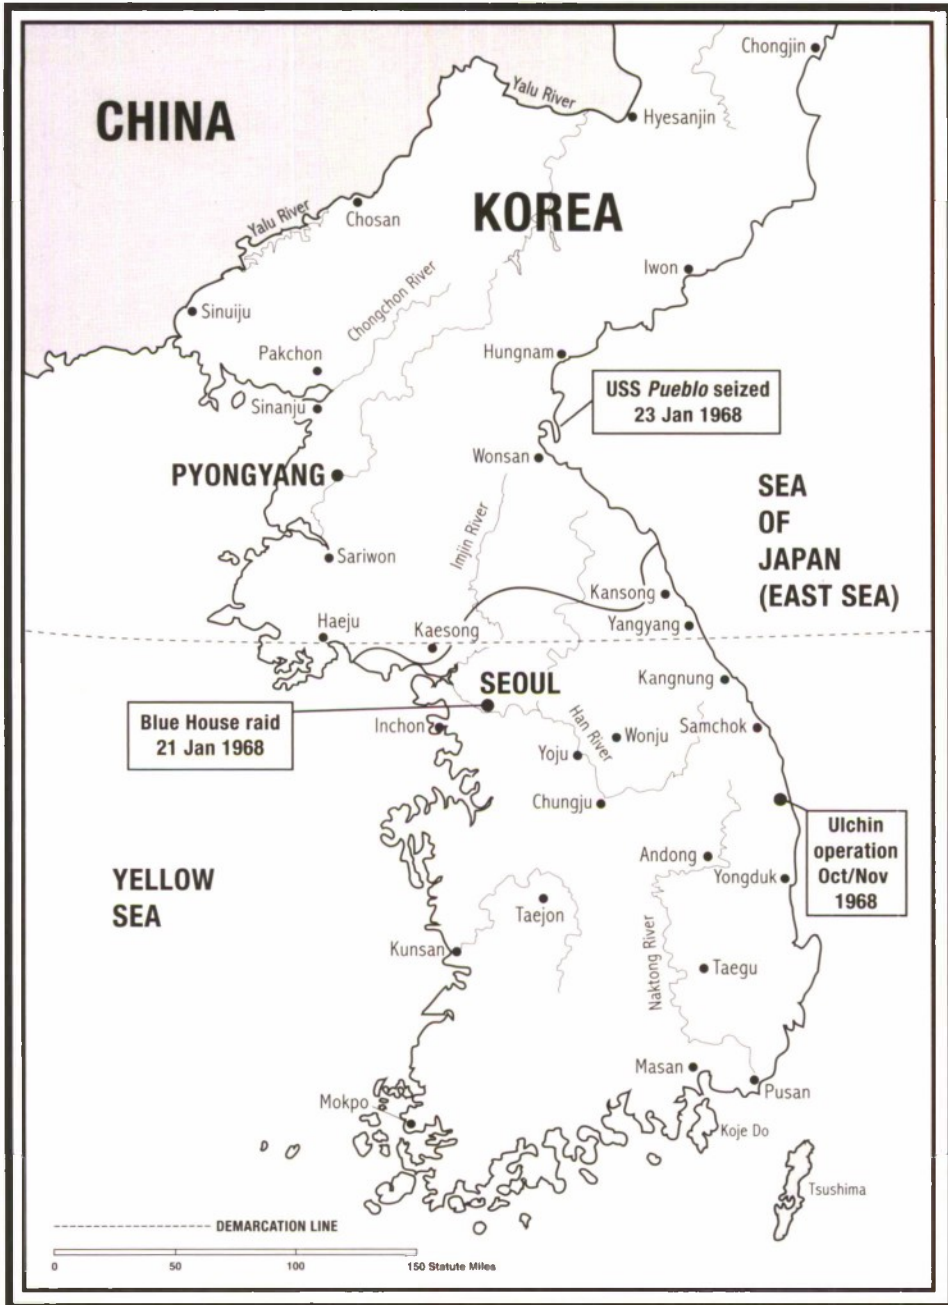 Chongjin
Yalu River
CHINA
Hyesanjin
KOREA
Chosan
Yalu River
Iwon
Chongchon River
Sinuiju
Pakchon
Hungnam
USS Pueblo seized
23 Jan 1968
Sinanju
Wonsan
PYONGYANG
SEA
OF
JAPAN
(EAST SEA)
Imjin River
Sariwon
Kansong
Haeju
Kaesong
Yangyang
SEOUL
Kangnung
Blue House raid
21 Jan 1968
Inchon
Han River
Wonju
Samchok
Yoju
Chungju
Ulchin
operation
Oct/Nov
1968
Andong
Yongduk
YELLOW
SEA
Taejon
Kunsan
Naktong River
Taegu
Masan
Pusan
Mokpo
Koje Do
Tsushima
DEMARCATION LINE
0 50 100 150 Statute Miles